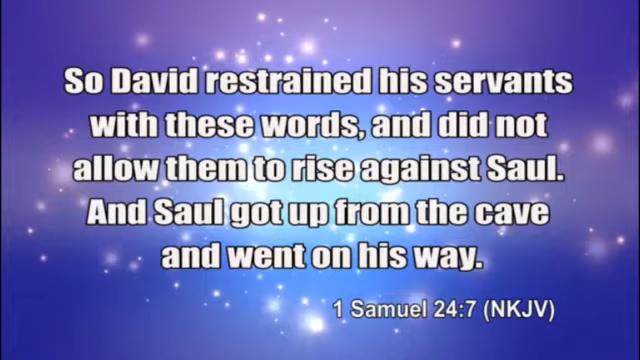 So David restrained his servants
with these words, and did not
allow them to rise against Saul.
And Saul got up from the cave
and went on his way.
1 Samuel 24:7 (NKJV)